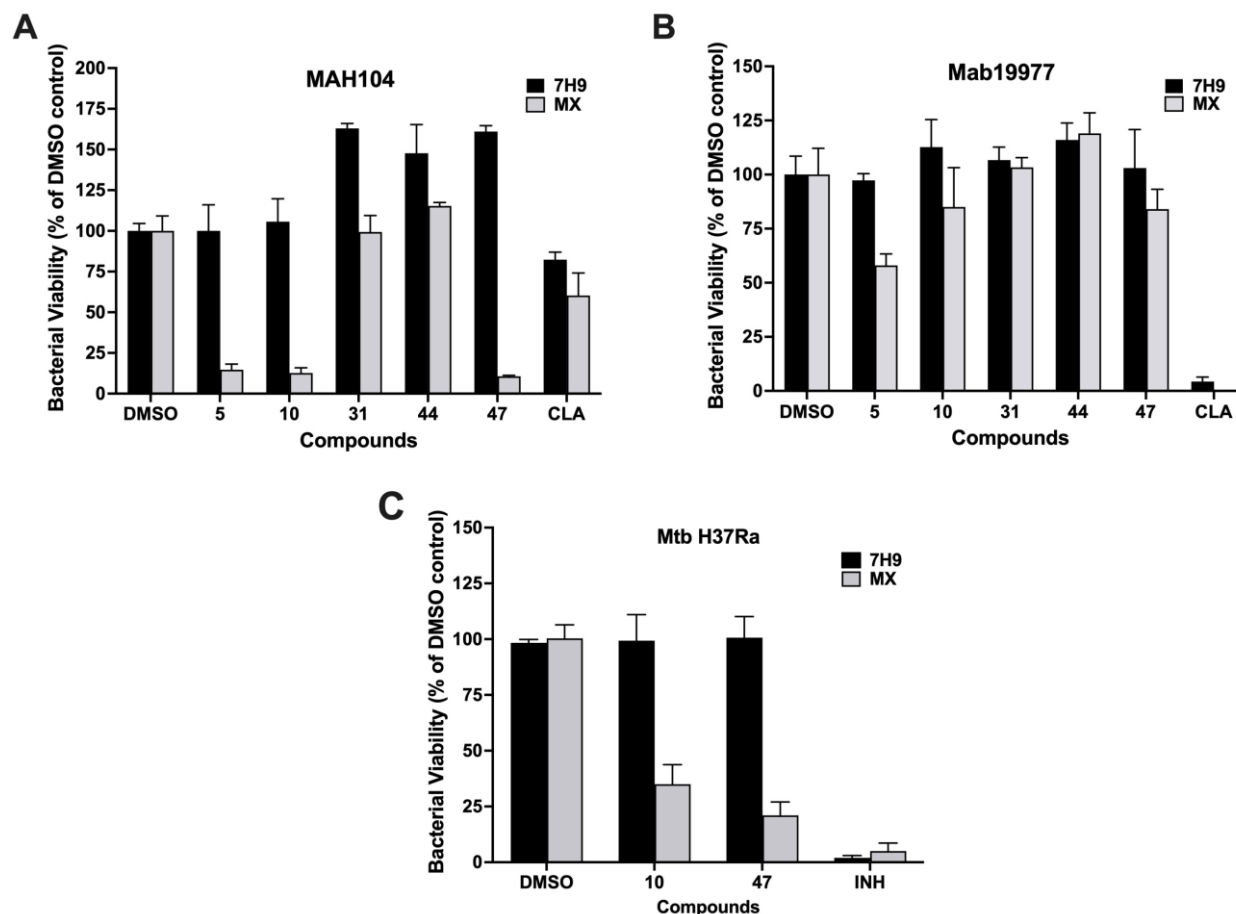 A
Bacterial Viability (% of DMSO control)
MAH104
7H9
MX
200
175
150
125
100
75
50
25
0
DMSO 5 10 31 44 47 CLA
Compounds
B
Bacterial Viability (% of DMSO control)
Mab19977
7H9
MX
150
125
100
75
50
25
0
DMSO 5 10 31 44 47 CLA
Compounds
C
Bacterial Viability (% of DMSO control)
Mtb H37Ra
7H9
MX
150
125
100
75
50
25
0
DMSO 10 47 INH
Compounds